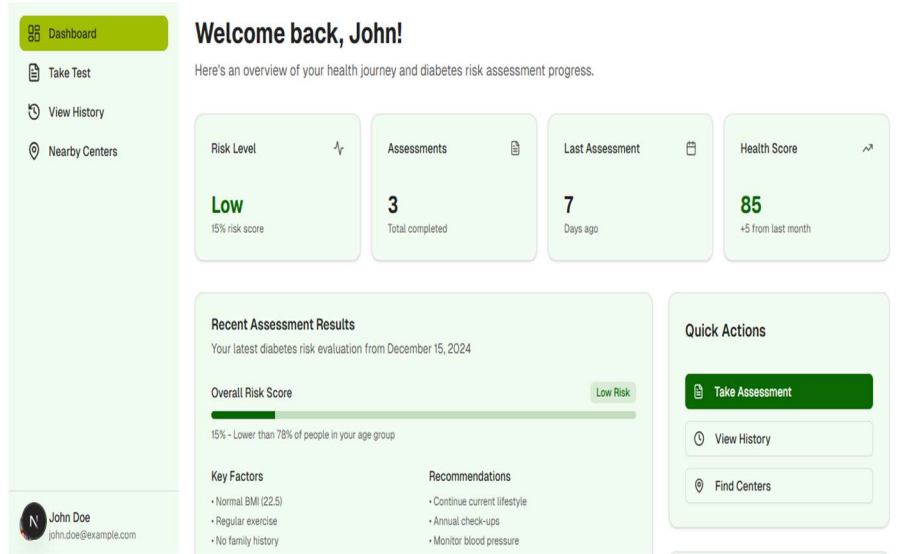 Dashboard
Take Test
View History
Nearby Centers
N
John Doe
john.doe@example.com
Welcome back, John!
Here's an overview of your health journey and diabetes risk assessment progress.
Risk Level
Low
15% risk score
Assessments
3
Total completed
Last Assessment
7
Days ago
Health Score
85
+5 from last month
Recent Assessment Results
Your latest diabetes risk evaluation from December 15, 2024
Overall Risk Score
Low Risk
15% - Lower than 78% of people in your age group
Key Factors
• Normal BMI (22.5)
• Regular exercise
• No family history
Recommendations
• Continue current lifestyle
• Annual check-ups
• Monitor blood pressure
Quick Actions
Take Assessment
View History
Find Centers